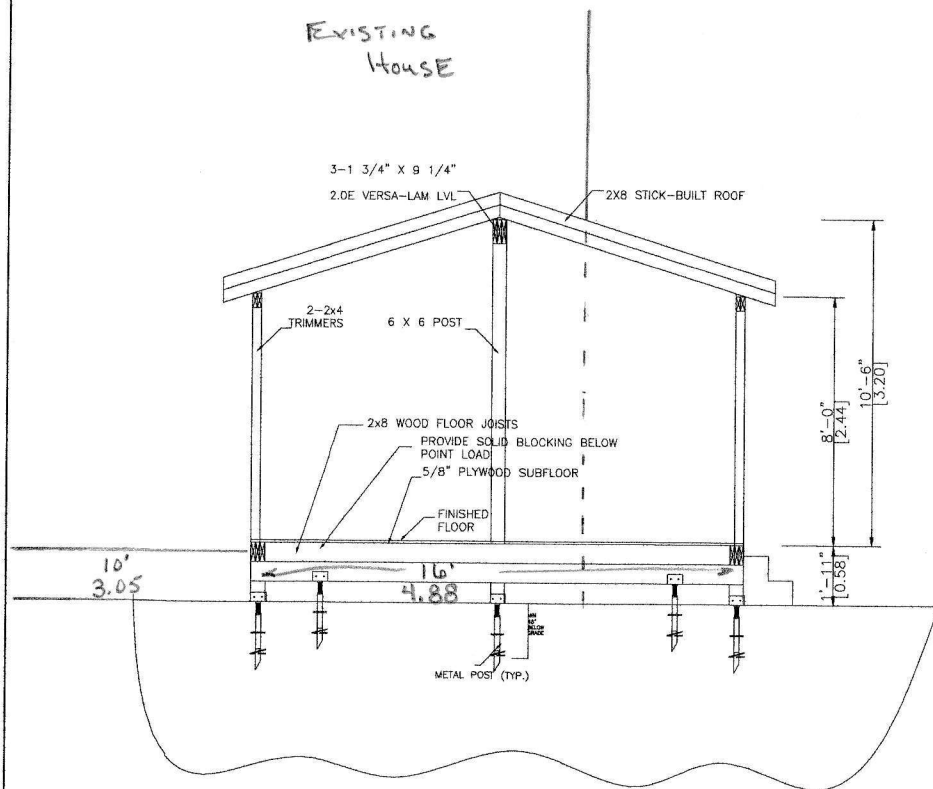 EXISTING
HOUSE
3-1 3/4" X 9 1/4"
2.0E VERSA-LAM LVL
2X8 STICK-BUILT ROOF
2-2x4
TRIMMERS
6 X 6 POST
10'-6"
[3.20]
8'-0"
[2.44]
2x8 WOOD FLOOR JOISTS
PROVIDE SOLID BLOCKING BELOW
POINT LOAD
5/8" PLYWOOD SUBFLOOR
FINISHED
FLOOR
10'
3.05
16'
4.88
1'-11"
[0.58]
BELOW
GRADE
METAL POST (TYP.)